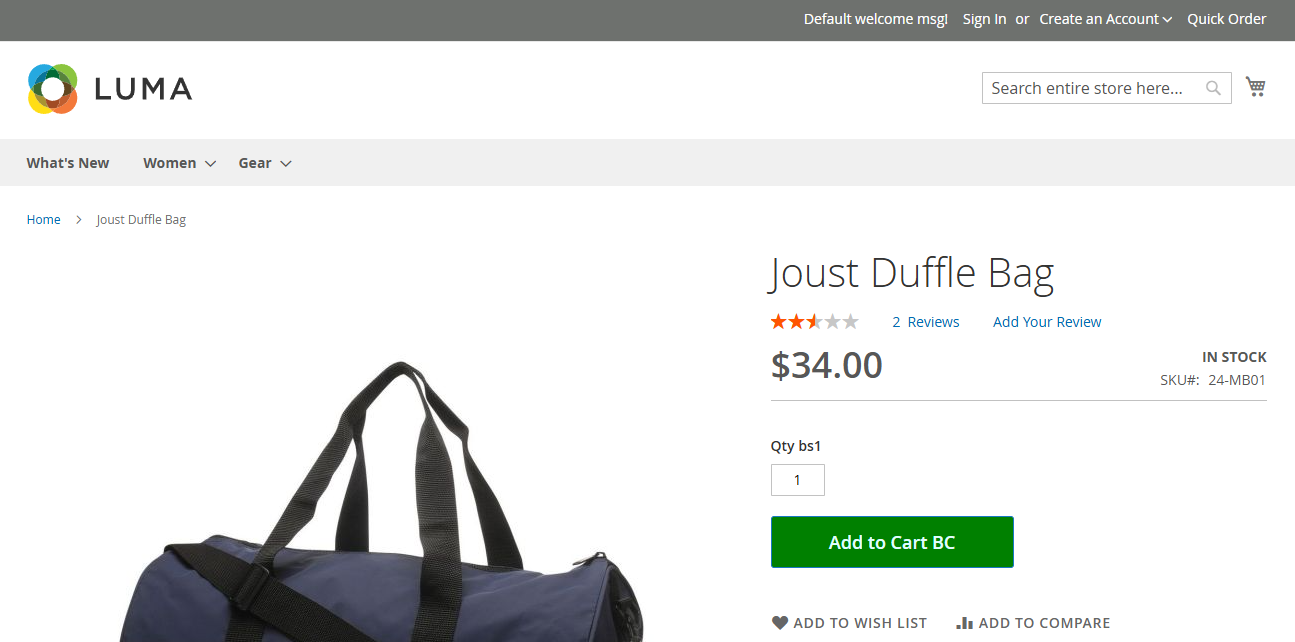 Default welcome msg! Sign In or Create an Account Quick Order
LUMA
Search entire store here...
What's New Women Gear
Home Joust Duffle Bag
Joust Duffle Bag
2 Reviews Add Your Review
$34.00
IN STOCK
SKU#: 24-MB01
Qty bs1
1
Add to Cart BC
ADD TO WISH LIST ADD TO COMPARE